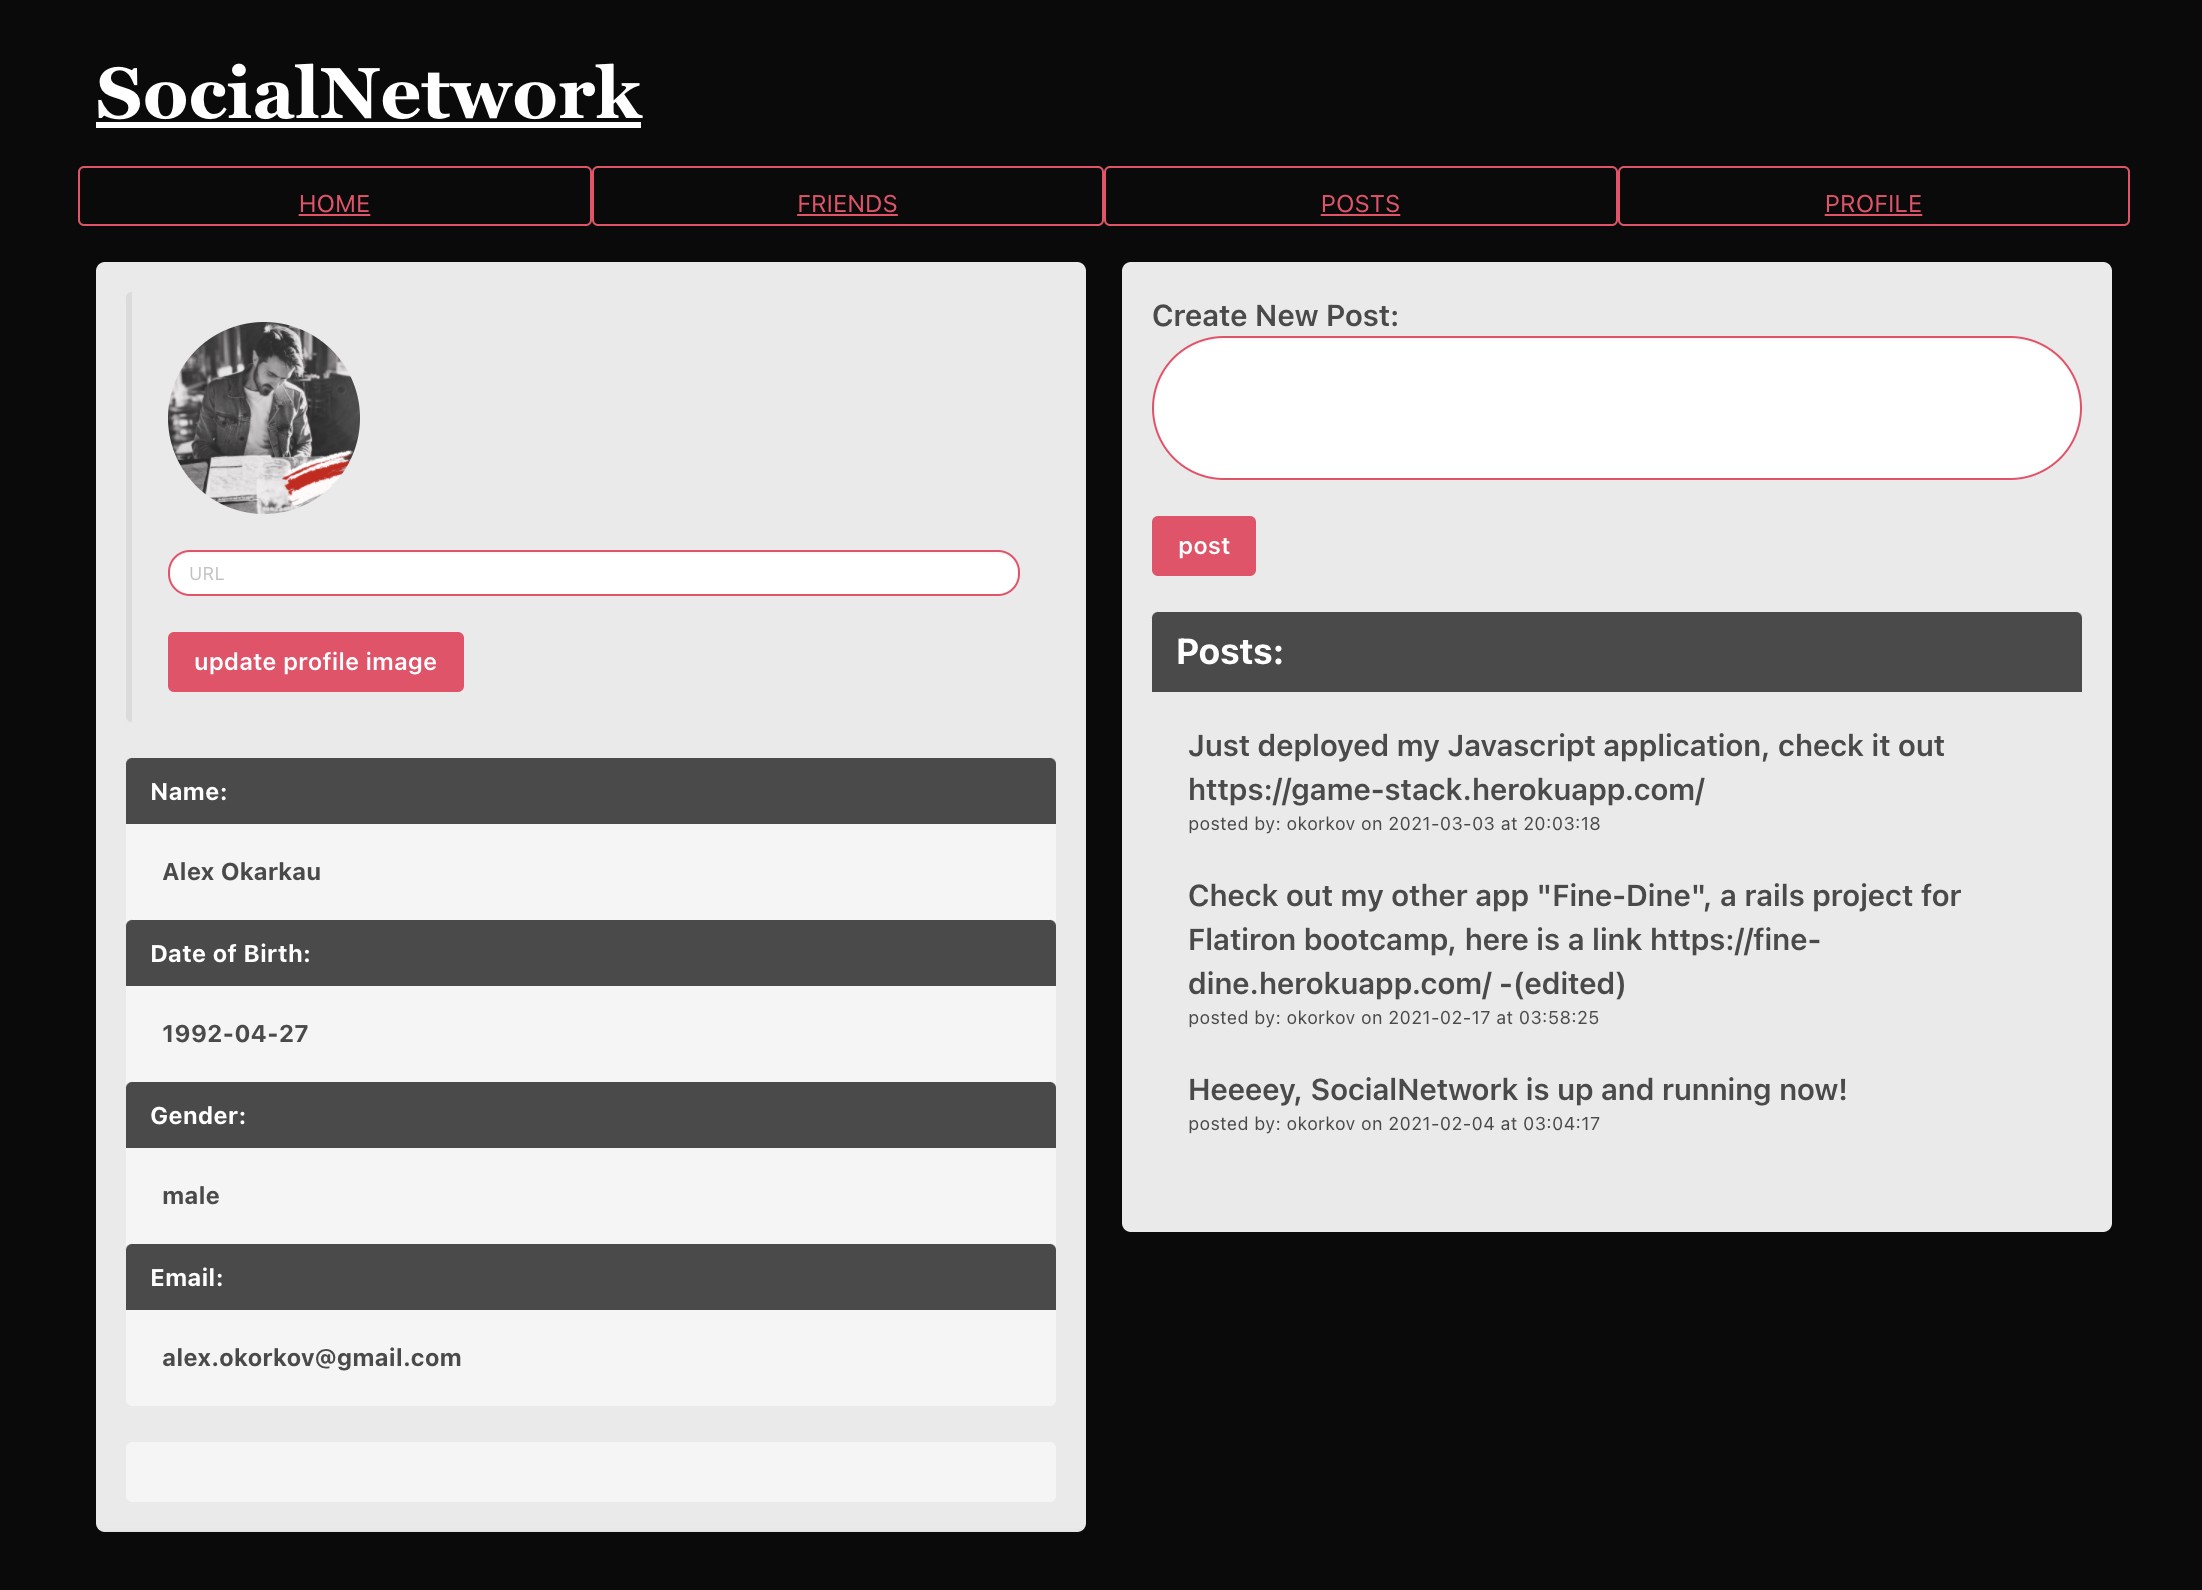 SocialNetwork
HOME
FRIENDS
POSTS
PROFILE
URL
update profile image
Name:
Alex Okarkau
Date of Birth:
1992-04-27
Gender:
male
Email:
alex.okorkov@gmail.com
Create New Post:
post
Posts:
Just deployed my Javascript application, check it out
https://game-stack.herokuapp.com/
posted by: okorkov on 2021-03-03 at 20:03:18
Check out my other app "Fine-Dine", a rails project for
Flatiron bootcamp, here is a link https://fine-
dine.herokuapp.com/ -(edited)
posted by: okorkov on 2021-02-17 at 03:58:25
Heeeey, SocialNetwork is up and running now!
posted by: okorkov on 2021-02-04 at 03:04:17